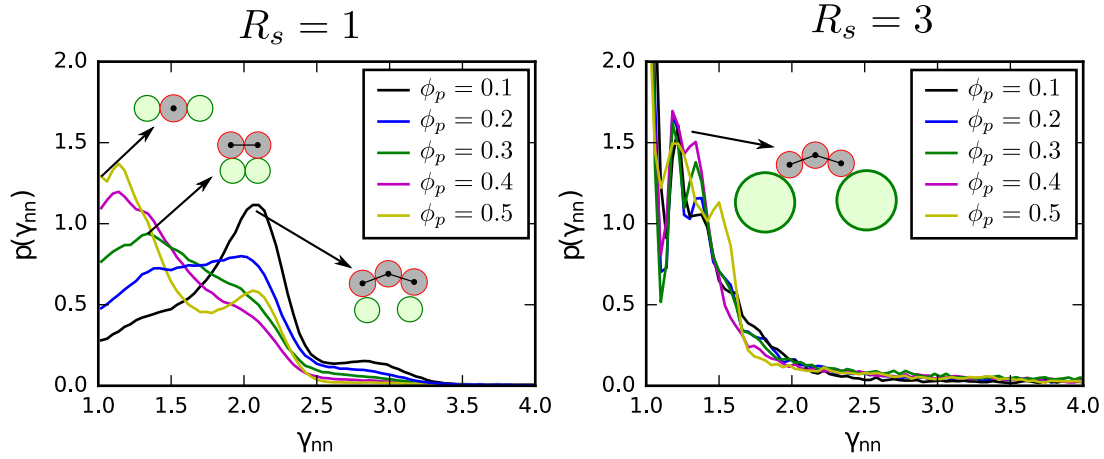 R_s = 1
2.0
1.5
1.0
0.5
0.0
p(γ_nn)
ϕ_p = 0.1
ϕ_p = 0.2
ϕ_p = 0.3
ϕ_p = 0.4
ϕ_p = 0.5
1.0 1.5 2.0 2.5 3.0 3.5 4.0
γ_nn
R_s = 3
2.0
1.5
1.0
0.5
0.0
p(γ_nn)
ϕ_p = 0.1
ϕ_p = 0.2
ϕ_p = 0.3
ϕ_p = 0.4
ϕ_p = 0.5
1.0 1.5 2.0 2.5 3.0 3.5 4.0
γ_nn